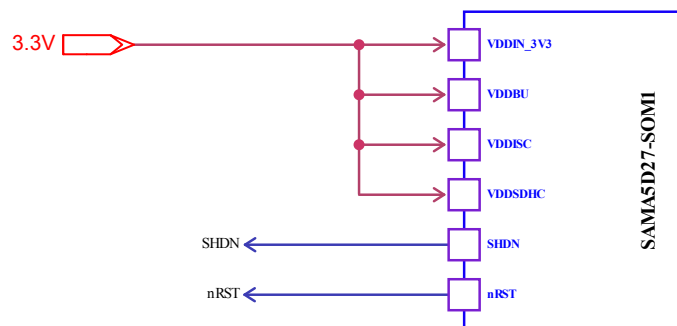 3.3V
VDDIN_3V3
VDDBU
VDDISC
VDDSDHC
SHDN
SHDN
nRST
nRST
SAMA5D27-SOM1